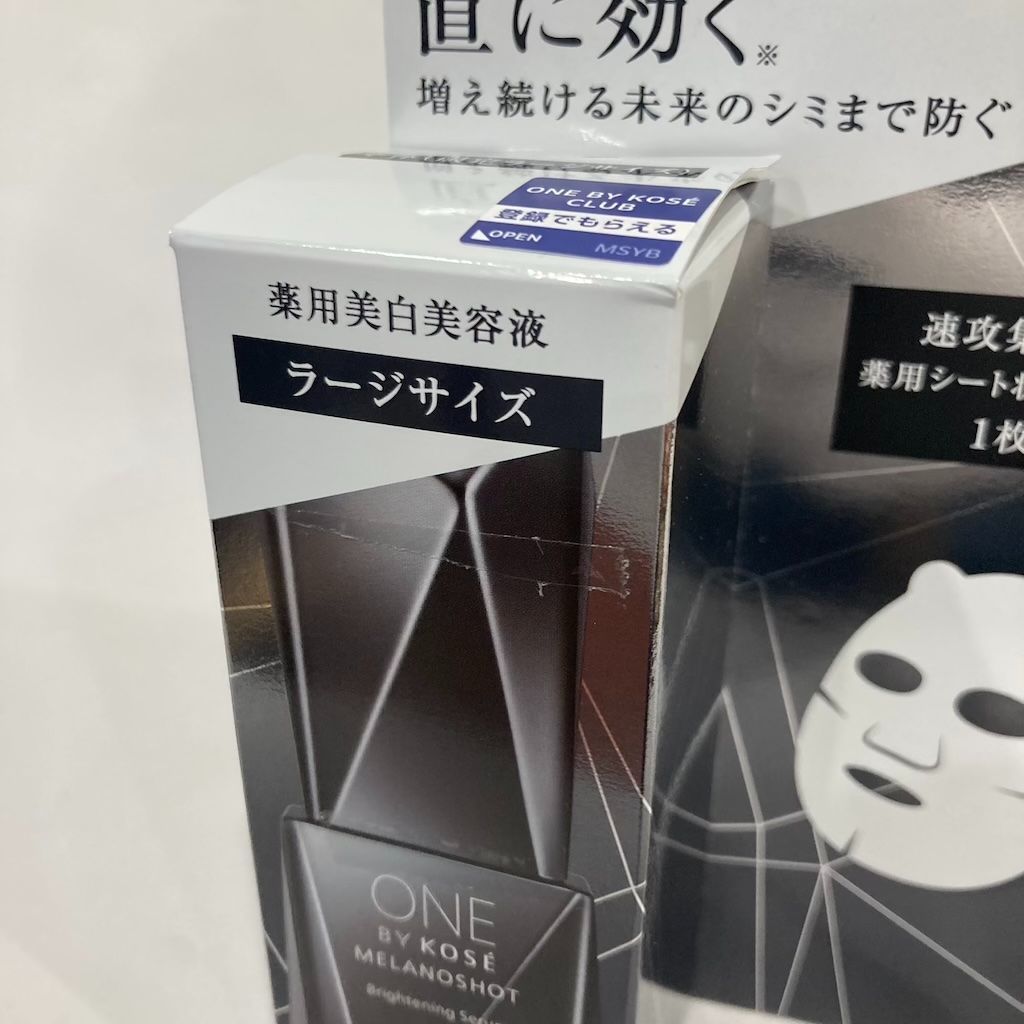 直に効く※
増え続ける未来のシミまで防ぐ
ONE BY KOSÉ
CLUB
登録でもらえる
OPEN
MSYB
薬用美白美容液
ラージサイズ
速攻集
薬用シート状
1枚
ONE
BY KOSÉ
MELANOSHOT
Brightening